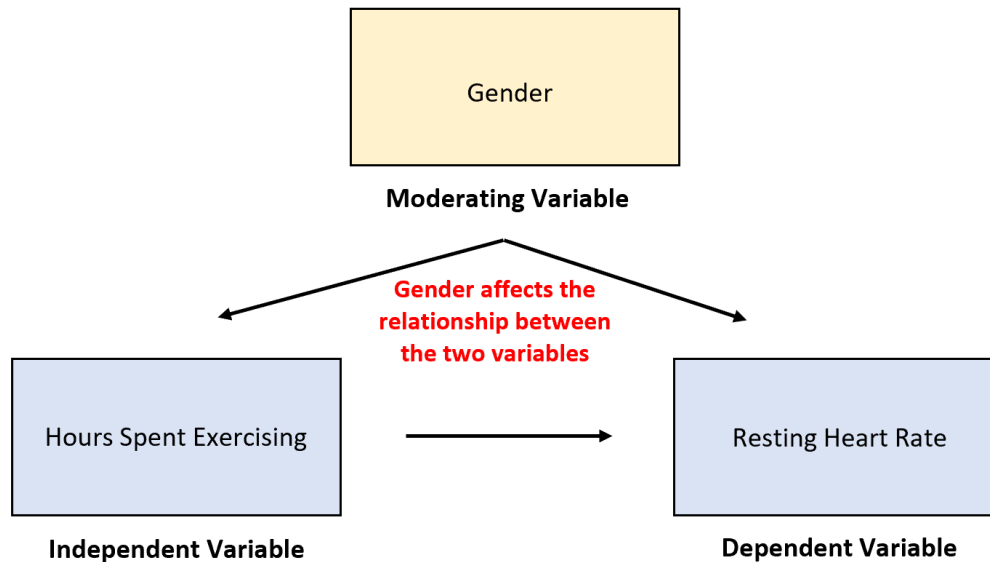 Gender
Moderating Variable
Gender affects the
relationship between
the two variables
Hours Spent Exercising
Resting Heart Rate
Independent Variable
Dependent Variable